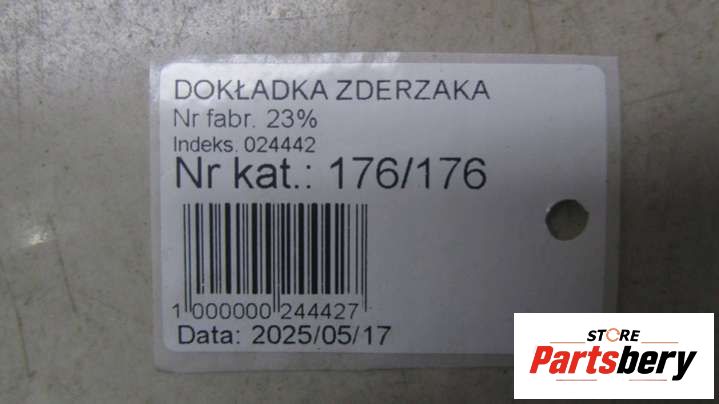 DOKŁADKA ZDERZAKA
Nr fabr. 23%
Indeks. 024442
Nr kat.: 176/176
1 000000 244427
Data: 2025/05/17
STORE
Partsbery